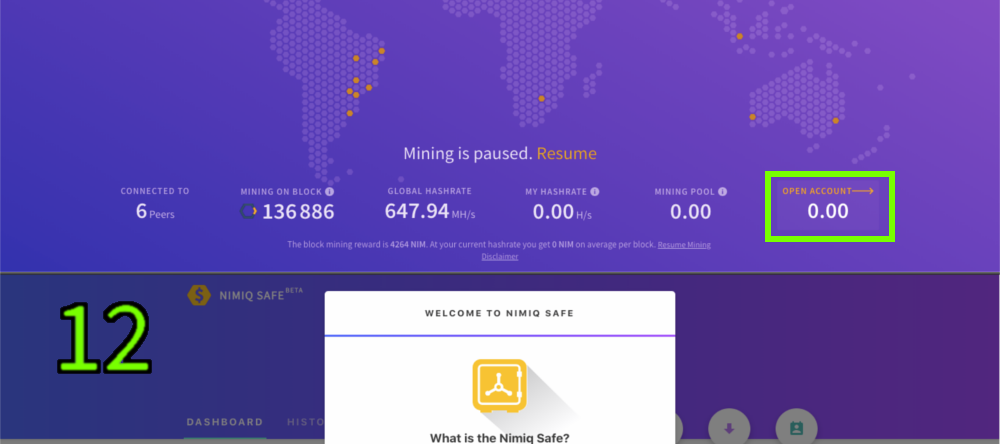 Mining is paused. Resume
CONNECTED TO
6 Peers
MINING ON BLOCK
136 886
GLOBAL HASHRATE
647.94 MH/s
MY HASHRATE
0.00 H/s
MINING POOL
0.00
OPEN ACCOUNT
0.00
The block mining reward is 4264 NIM. At your current hashrate you get 0 NIM on average per block. Resume Mining
Disclaimer
12
NIMIQ SAFE BETA
WELCOME TO NIMIQ SAFE
What is the Nimiq Safe?
DASHBOARD
HISTO